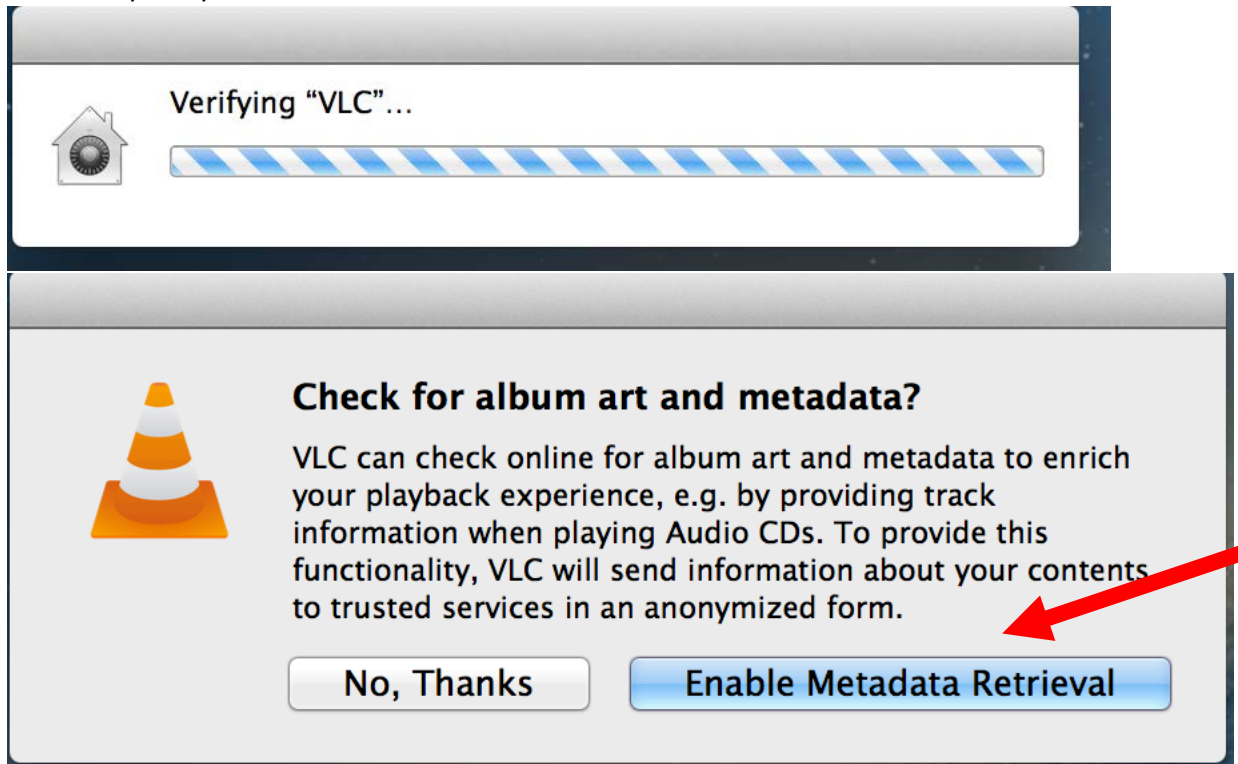 Verifying “VLC”...
Check for album art and metadata?
VLC can check online for album art and metadata to enrich
your playback experience, e.g. by providing track
information when playing Audio CDs. To provide this
functionality, VLC will send information about your contents
to trusted services in an anonymized form.
No, Thanks
Enable Metadata Retrieval